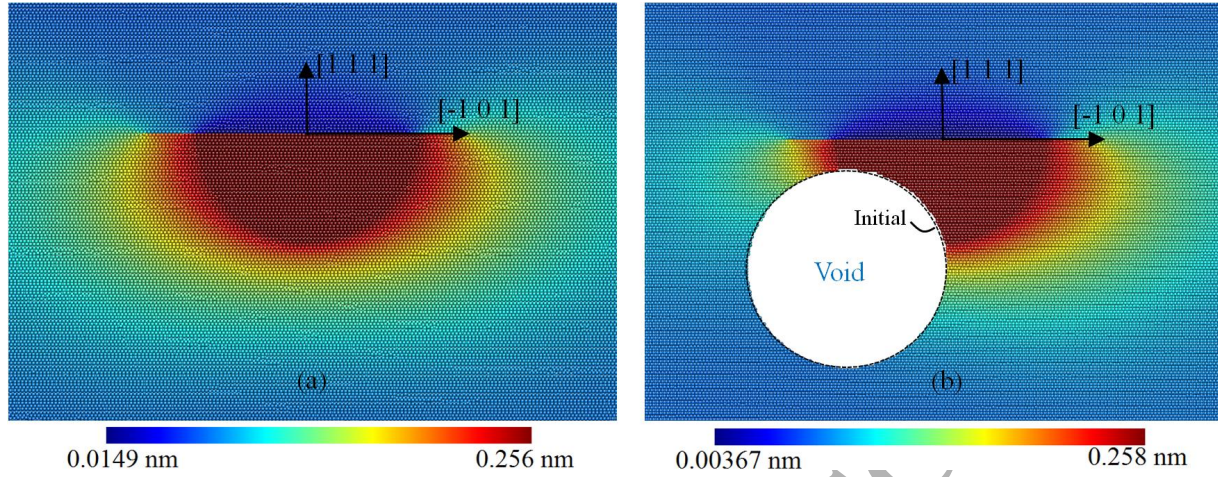 [1 1 1]
[-1 0 1]
(a)
0.0149 nm
0.256 nm
[1 1 1]
[-1 0 1]
Initial
Void
(b)
0.00367 nm
0.258 nm